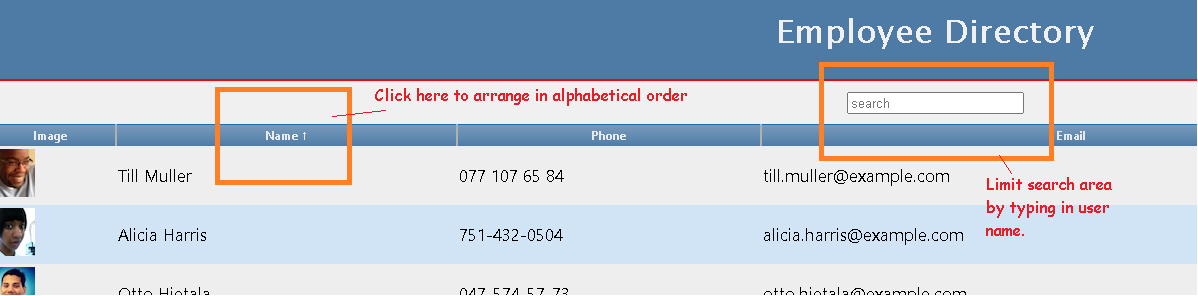 Employee Directory
Click here to arrange in alphabetical order
search
Image Name ↑ Phone Email
Till Muller 077 107 65 84 till.muller@example.com
Limit search area
by typing in user
name.
Alicia Harris 751-432-0504 alicia.harris@example.com
Otto Hietala 047-574-57-73 otto.hietala@example.com